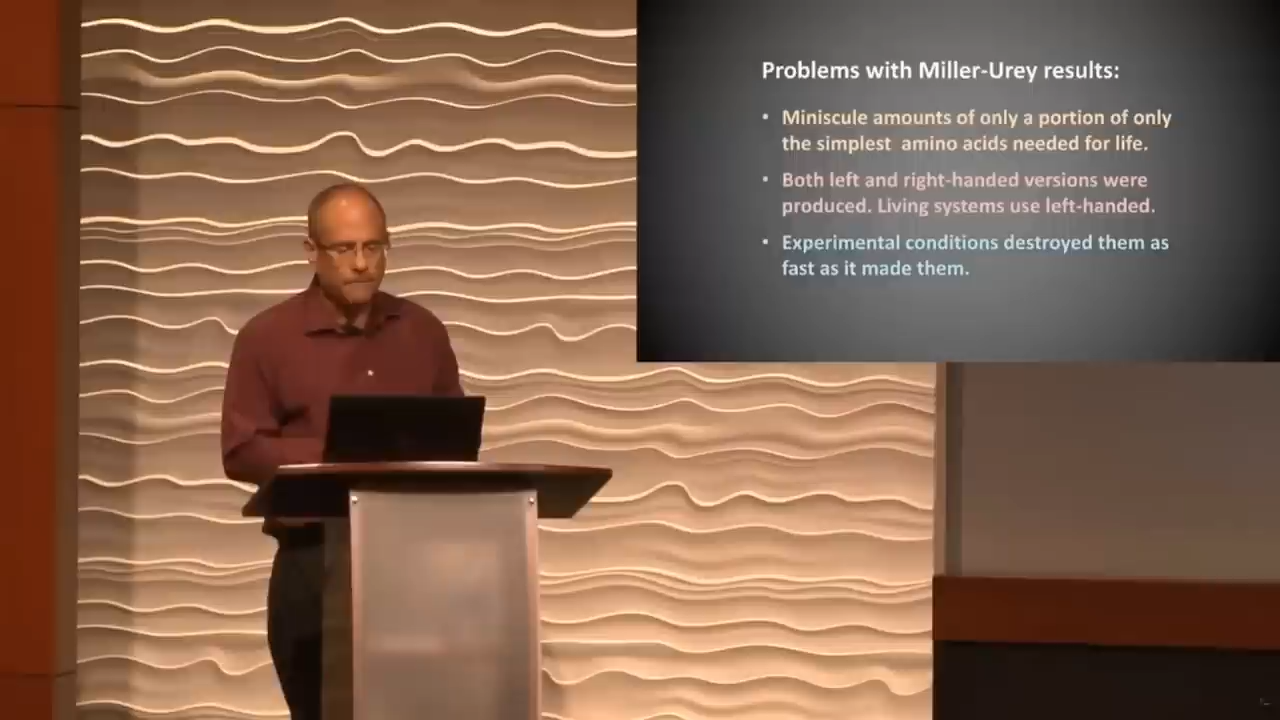 Problems with Miller-Urey results:
• Miniscule amounts of only a portion of only
the simplest amino acids needed for life.
• Both left and right-handed versions were
produced. Living systems use left-handed.
• Experimental conditions destroyed them as
fast as it made them.